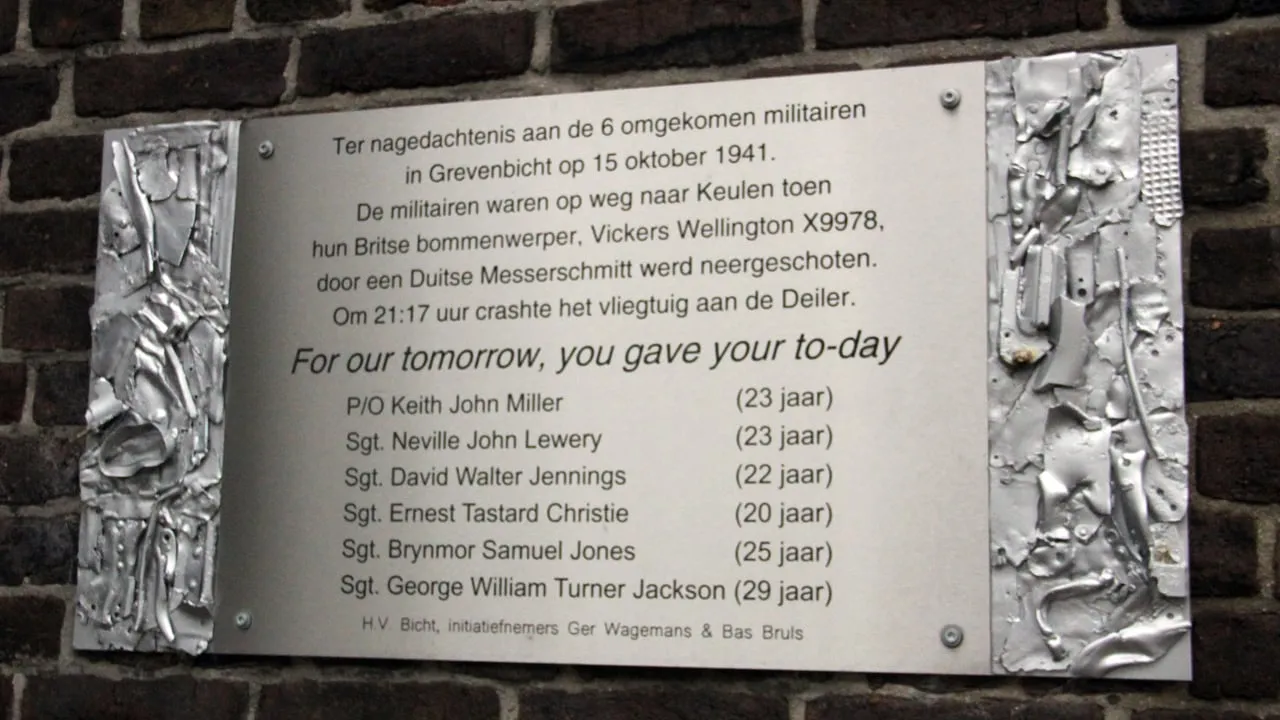 Ter nagedachtenis aan de 6 omgekomen militairen
in Grevenbicht op 15 oktober 1941.
De militairen waren op weg naar Keulen toen
hun Britse bommenwerper, Vickers Wellington X9978,
door een Duitse Messerschmitt werd neergeschoten.
Om 21:17 uur crashte het vliegtuig aan de Deiler.
For our tomorrow, you gave your to-day
P/O Keith John Miller (23 jaar)
Sgt. Neville John Lewery (23 jaar)
Sgt. David Walter Jennings (22 jaar)
Sgt. Ernest Tastard Christie (20 jaar)
Sgt. Brynmor Samuel Jones (25 jaar)
Sgt. George William Turner Jackson (29 jaar)
H.V Bicht, initiatiefnemers Ger Wagemans & Bas Bruls